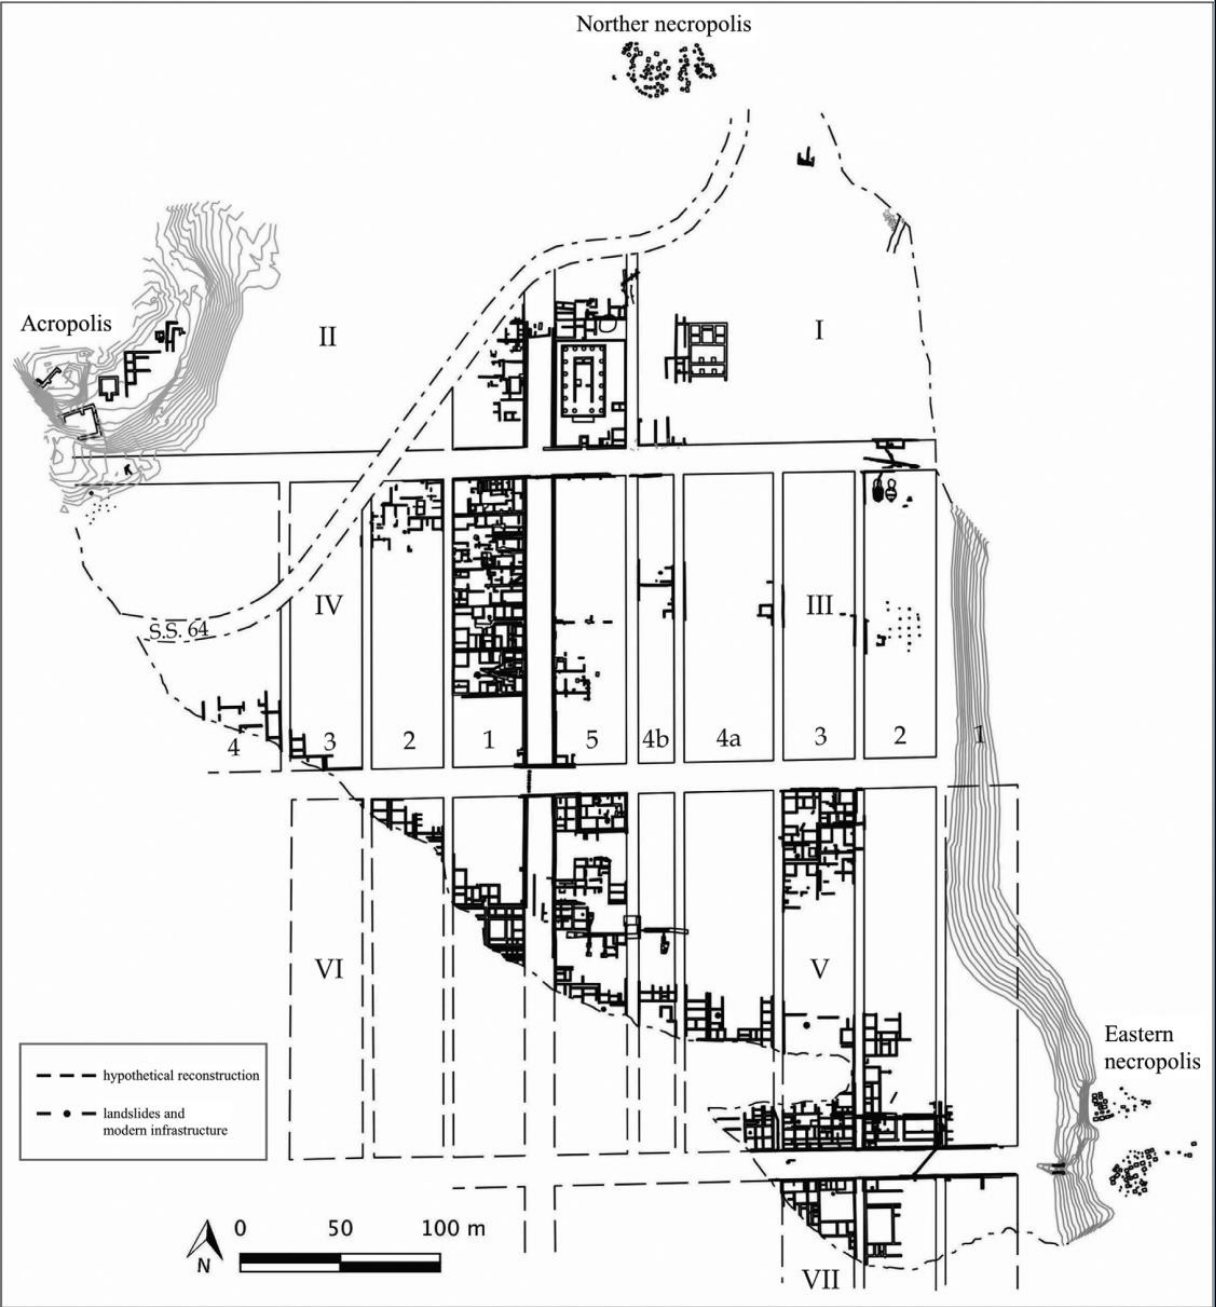 Norther necropolis
Acropolis
II
I
S.S. 64
IV
III
4
3
2
1
5
4b
4a
3
2
1
VI
V
Eastern
necropolis
hypothetical reconstruction
landslides and
modern infrastructure
0 50 100 m
N
VII